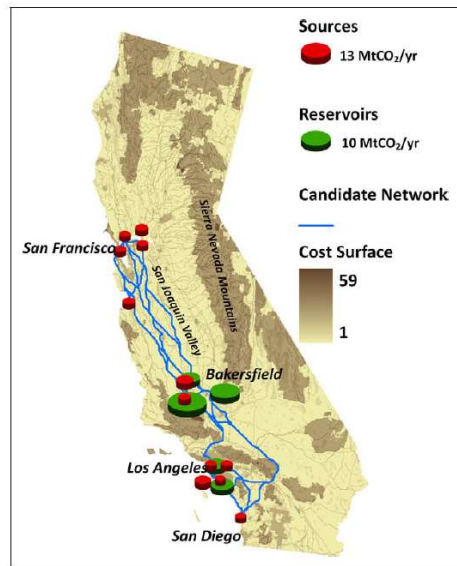 Sources
13 MtCO₂/yr
Reservoirs
10 MtCO₂/yr
Candidate Network
Cost Surface
59
1
Sierra Nevada Mountains
San Francisco
San Joaquin Valley
Bakersfield
Los Angeles
San Diego